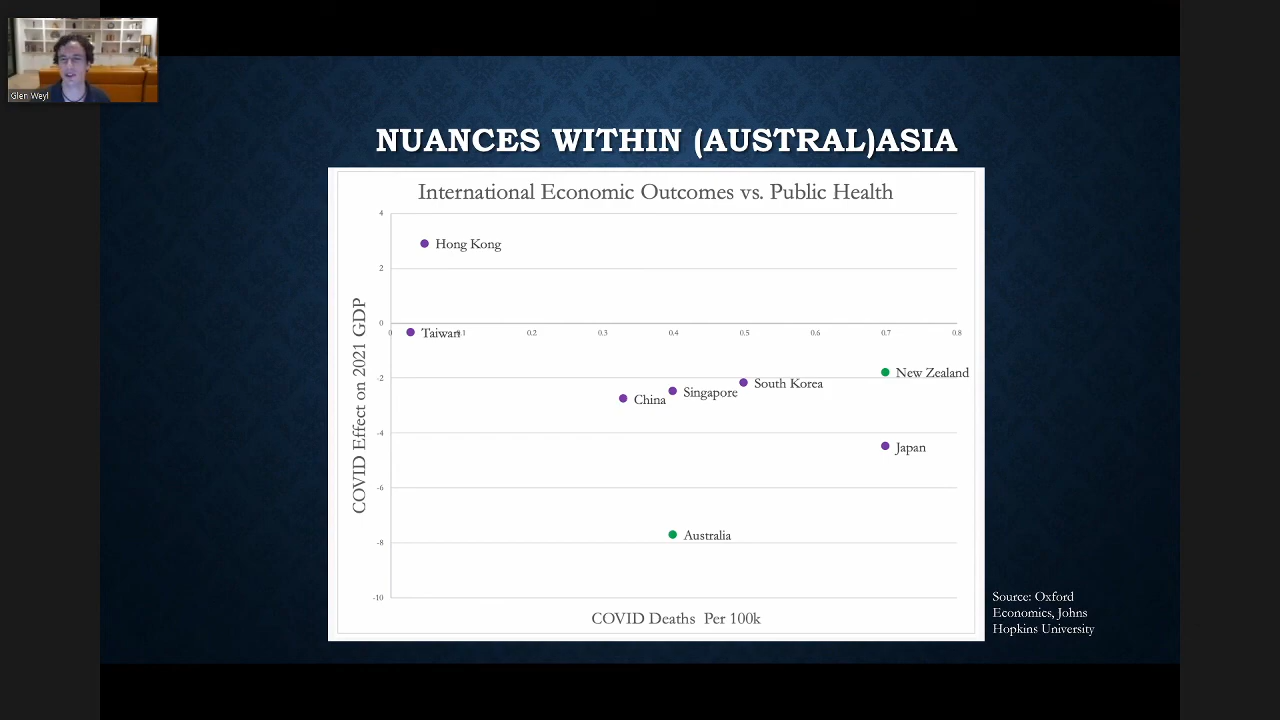 Glen Weyl
NUANCES WITHIN (AUSTRAL)ASIA
International Economic Outcomes vs. Public Health
COVID Effect on 2021 GDP
4
2
0
-2
-4
-6
-8
-10
0
0.1
0.2
0.3
0.4
0.5
0.6
0.7
0.8
Hong Kong
Taiwan
New Zealand
South Korea
Singapore
China
Japan
Australia
COVID Deaths Per 100k
Source: Oxford
Economics, Johns
Hopkins University